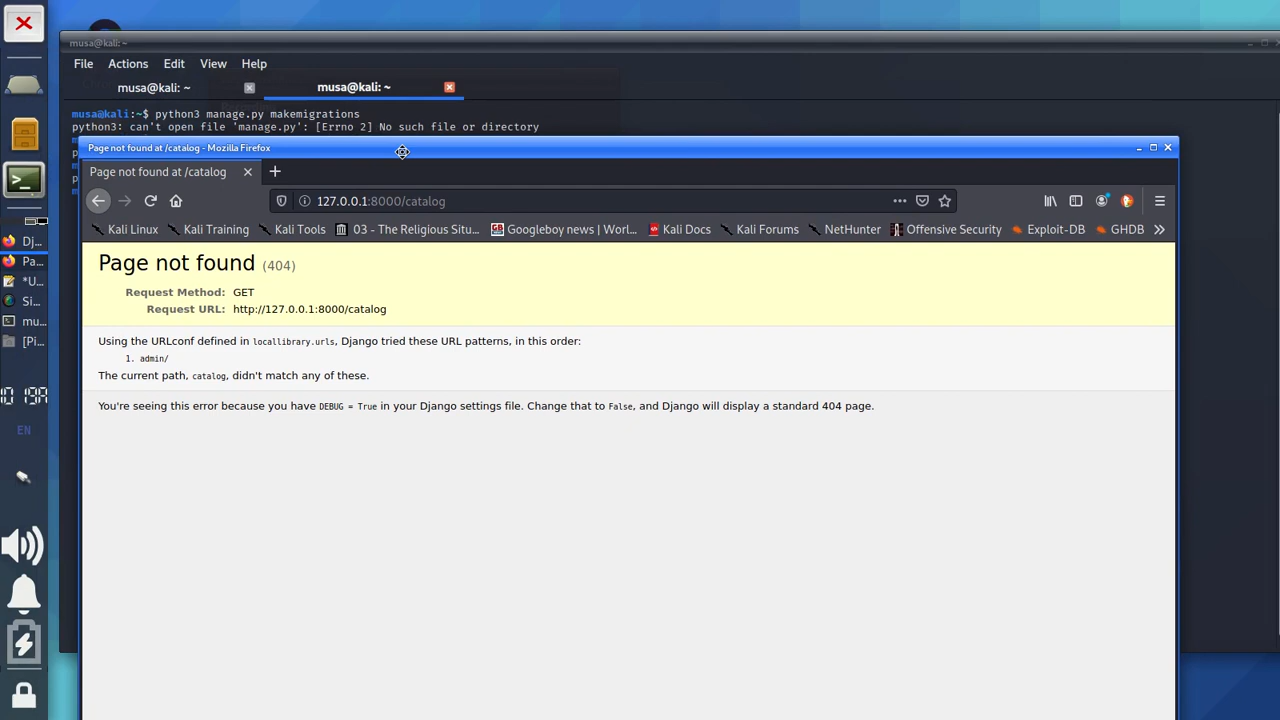 musa@kali: ~
File Actions Edit View Help
musa@kali: ~ musa@kali: ~
musa@kali:~$ python3 manage.py makemigrations
python3: can't open file 'manage.py': [Errno 2] No such file or directory
Page not found at /catalog - Mozilla Firefox
Page not found at /catalog
127.0.0.1:8000/catalog
Kali Linux Kali Training Kali Tools 03 - The Religious Situ... Googleboy news | Worl... Kali Docs Kali Forums NetHunter Offensive Security Exploit-DB GHDB
Page not found (404)
Request Method: GET
Request URL: http://127.0.0.1:8000/catalog
Using the URLconf defined in locallibrary.urls, Django tried these URL patterns, in this order:
1. admin/
The current path, catalog, didn't match any of these.
You're seeing this error because you have DEBUG = True in your Django settings file. Change that to False, and Django will display a standard 404 page.
Dj...
Pa...
*U...
Si...
mu...
[Pi...
EN